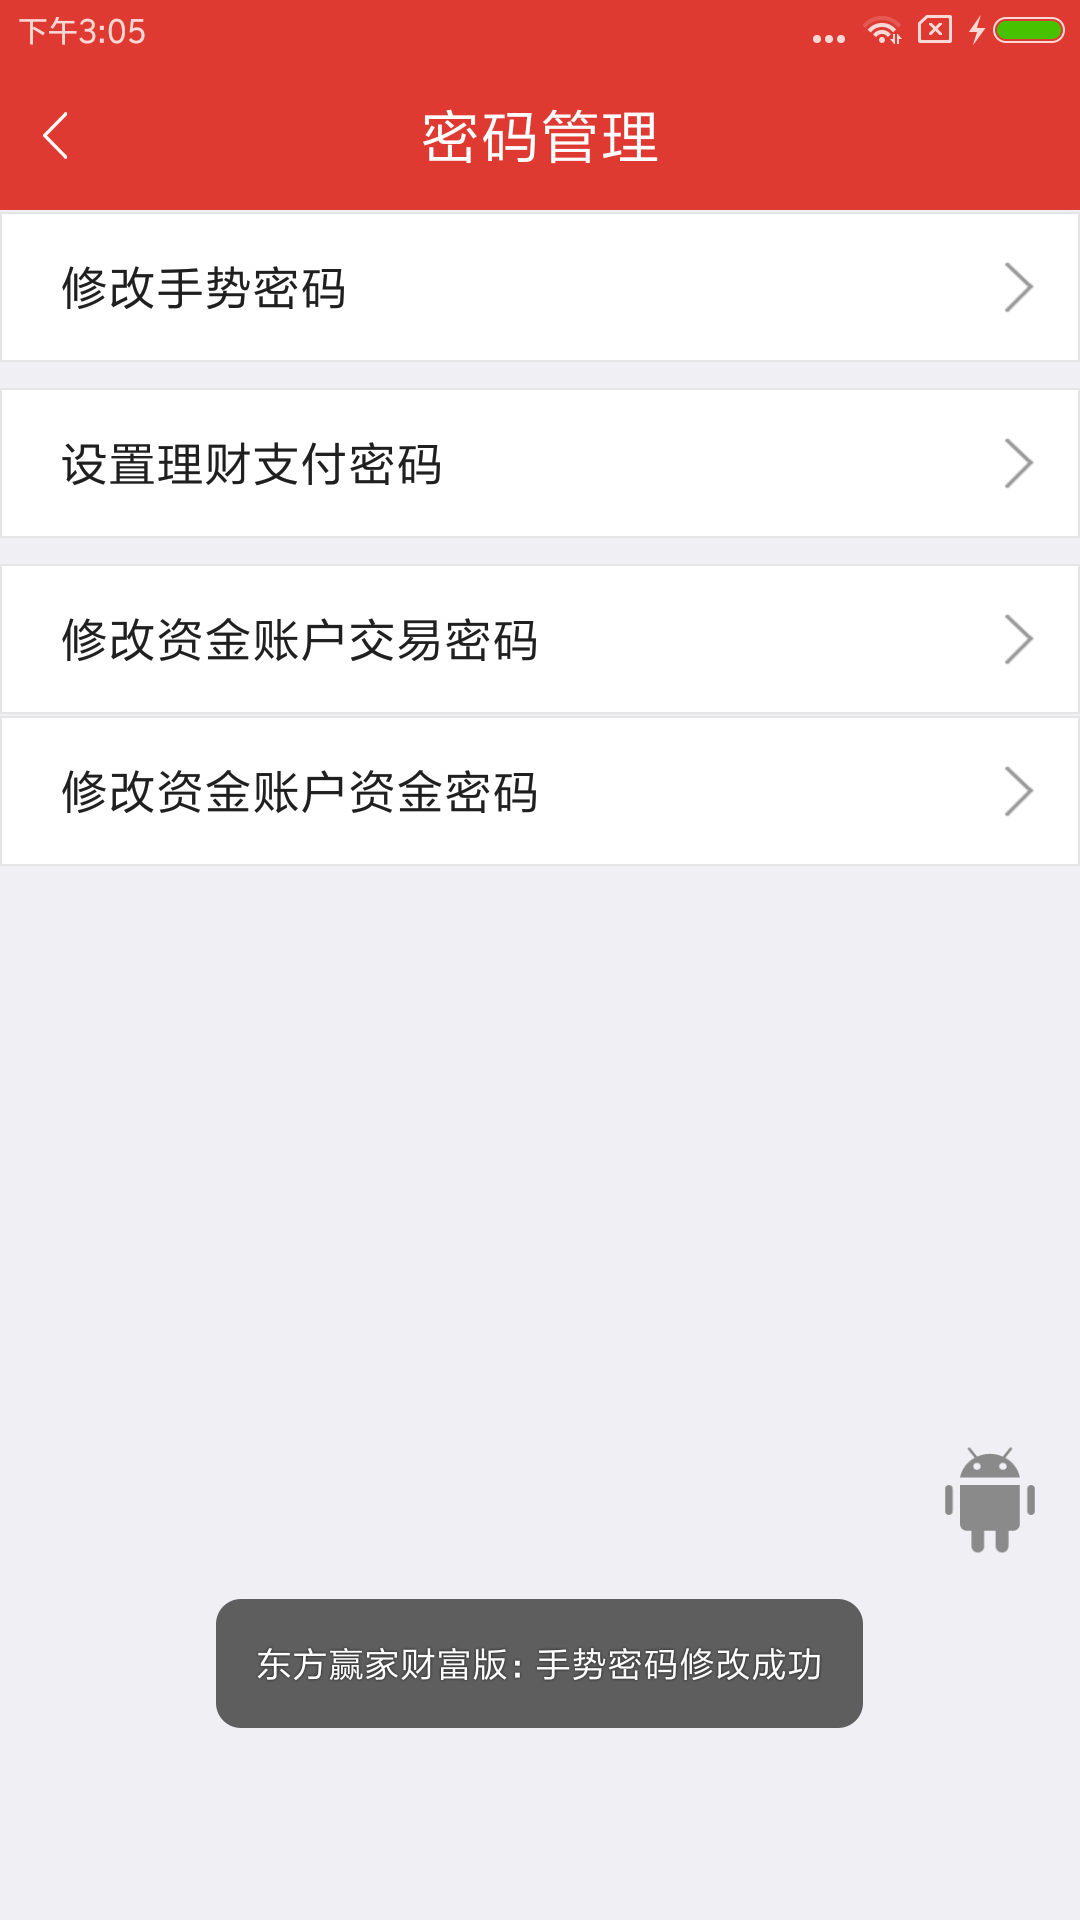 下午3:05
密码管理
修改手势密码
设置理财支付密码
修改资金账户交易密码
修改资金账户资金密码
东方赢家财富版：手势密码修改成功